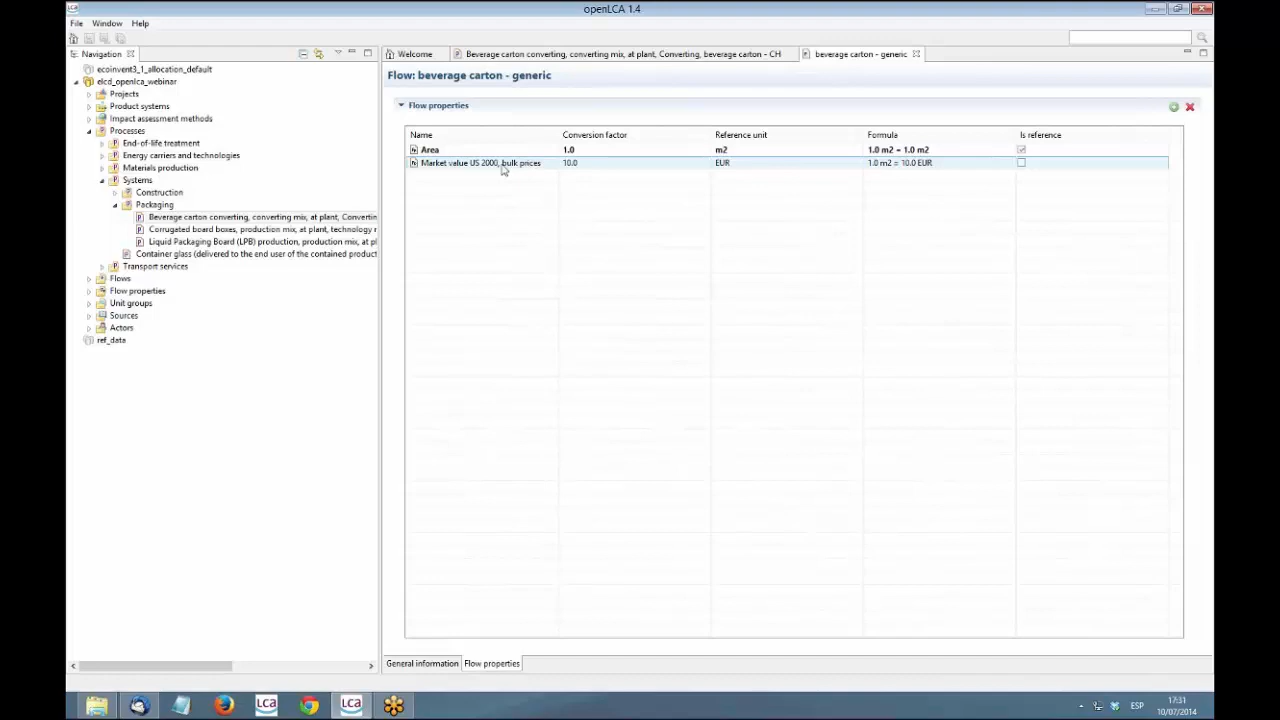 openLCA 1.4
File Window Help
Navigation
Welcome
Beverage carton converting, converting mix, at plant, Converting, beverage carton - CH
beverage carton - generic
ecoinvent3_1_allocation_default
elcd_openlca_webinar
Projects
Product systems
Impact assessment methods
Processes
End-of-life treatment
Energy carriers and technologies
Materials production
Systems
Construction
Packaging
Beverage carton converting, converting mix, at plant, Convertin
Corrugated board boxes, production mix, at plant, technology r
Liquid Packaging Board (LPB) production, production mix, at pl
Container glass (delivered to the end user of the contained product
Transport services
Flows
Flow properties
Unit groups
Sources
Actors
ref_data
Flow: beverage carton - generic
Flow properties
Name Conversion factor Reference unit Formula Is reference
Area 1.0 m2 1.0 m2 = 1.0 m2
Market value US 2000, bulk prices 10.0 EUR 1.0 m2 = 10.0 EUR
General information Flow properties
LCA
LCA
ESP
17:31
10/07/2014